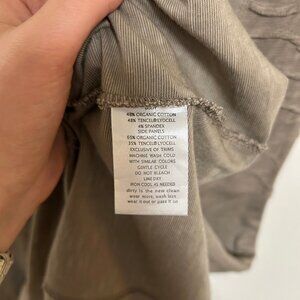 48% ORGANIC COTTON
48% TENCEL®LYOCELL
4% SPANDEX
SIDE PANELS
65% ORGANIC COTTON
35% TENCEL®LYOCELL
EXCLUSIVE OF TRIMS
MACHINE WASH COLD
WITH SIMILAR COLORS
GENTLE CYCLE
DO NOT BLEACH
LINE DRY
IRON COOL AS NEEDED
dirty is the new clean
wear more, wash less
wear it out or pass it on